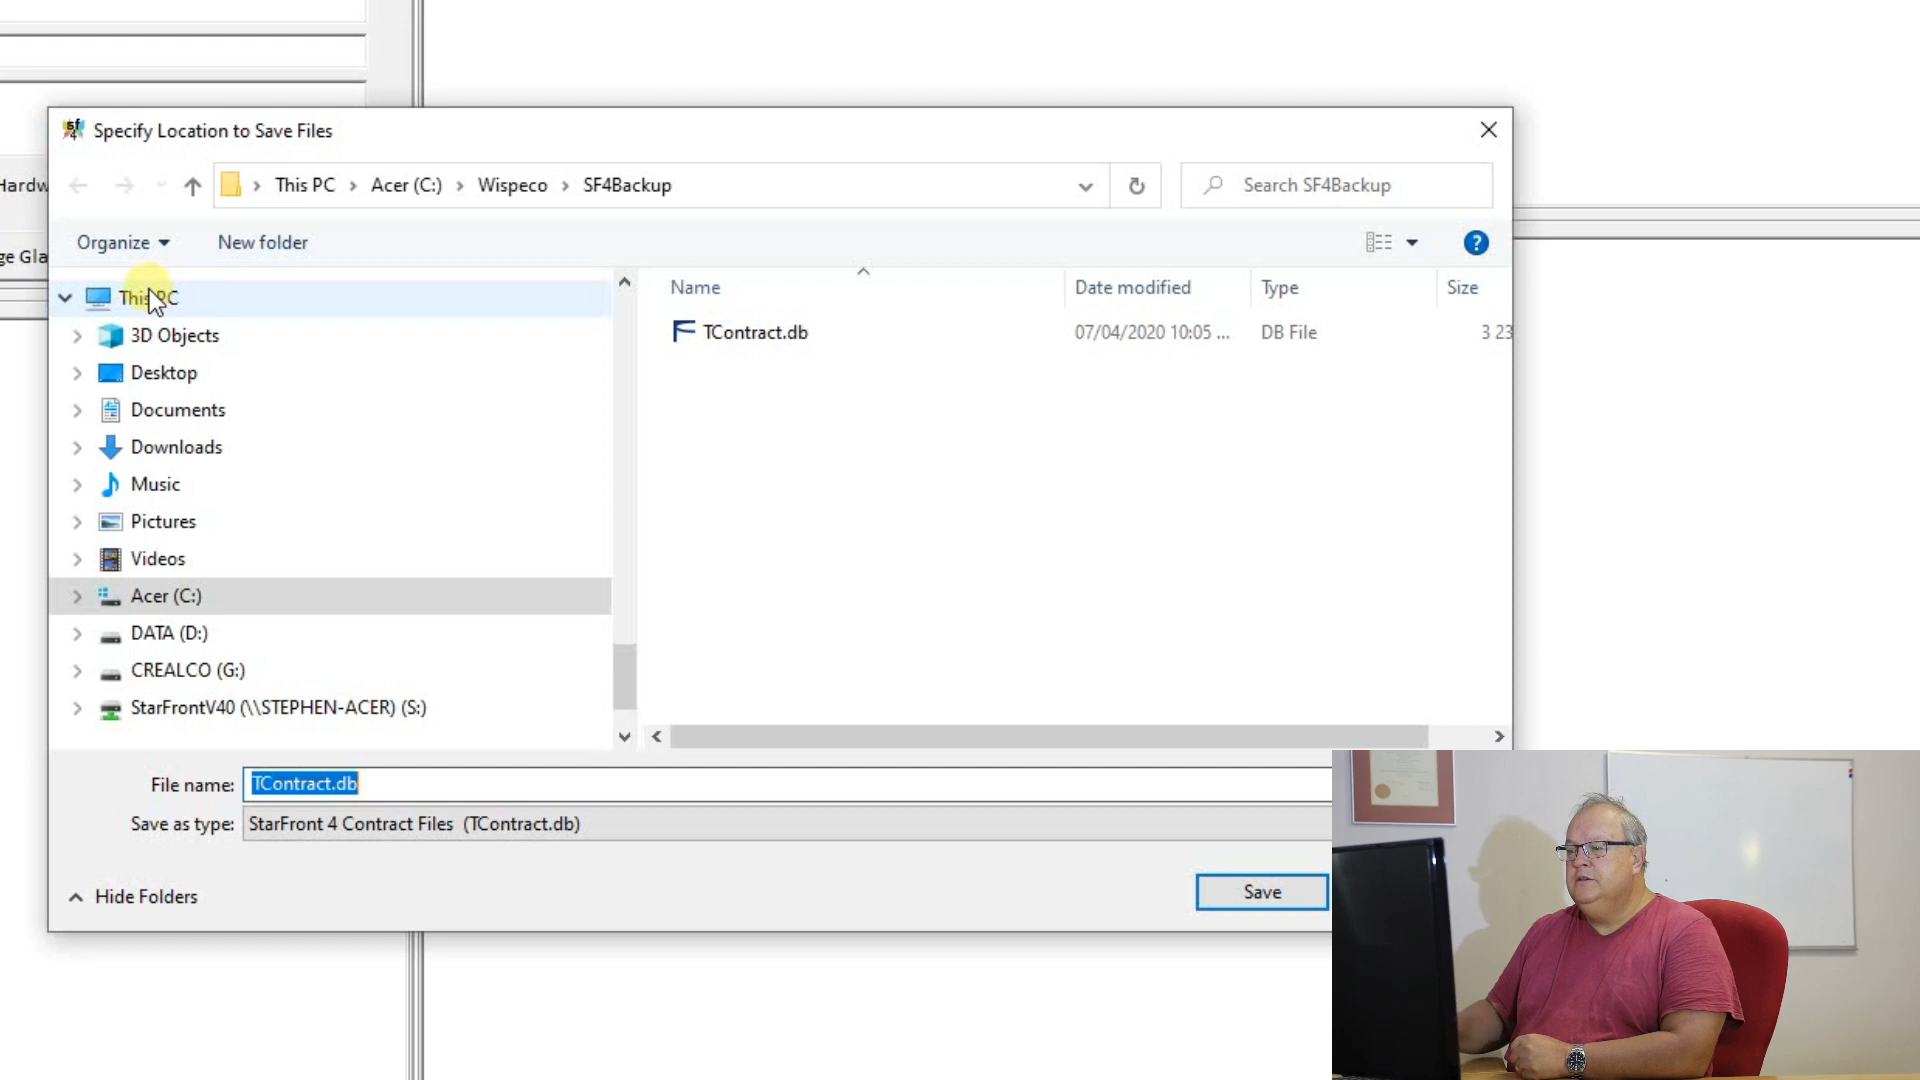 Specify Location to Save Files
This PC > Acer (C:) > Wispeco > SF4Backup
Search SF4Backup
Hardw
Organize
New folder
ge Gla
This PC
3D Objects
Desktop
Documents
Downloads
Music
Pictures
Videos
Acer (C:)
DATA (D:)
CREALCO (G:)
StarFrontV40 (\\STEPHEN-ACER) (S:)
Name Date modified Type Size
TContract.db 07/04/2020 10:05 ... DB File 3 23
File name: TContract.db
Save as type: StarFront 4 Contract Files (TContract.db)
Hide Folders
Save